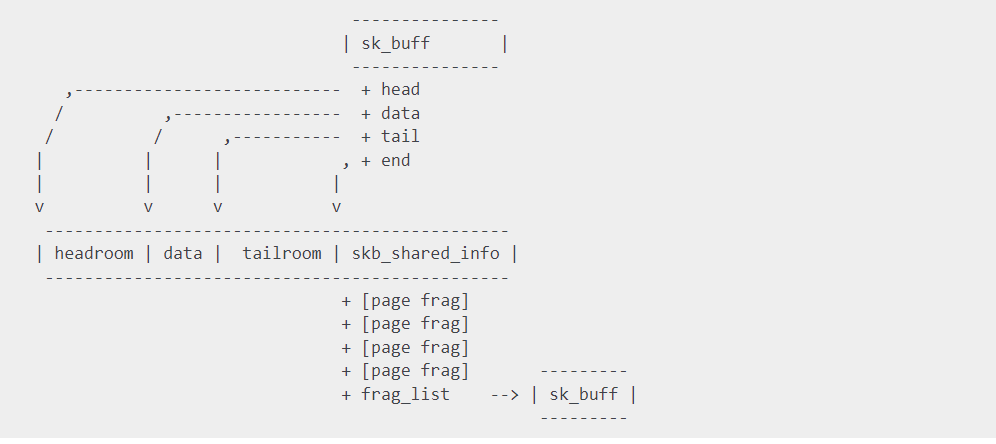 ---------------
                               | sk_buff       |
                                ---------------
   ,---------------------------  + head
  /          ,-----------------  + data
 /          /      ,-----------  + tail
|          |      |            , + end
|          |      |           |
v          v      v           v
 -----------------------------------------------
| headroom | data |  tailroom | skb_shared_info |
 -----------------------------------------------
                               + [page frag]
                               + [page frag]
                               + [page frag]
                               + [page frag]       ---------
                               + frag_list    --> | sk_buff |
                                                   ---------